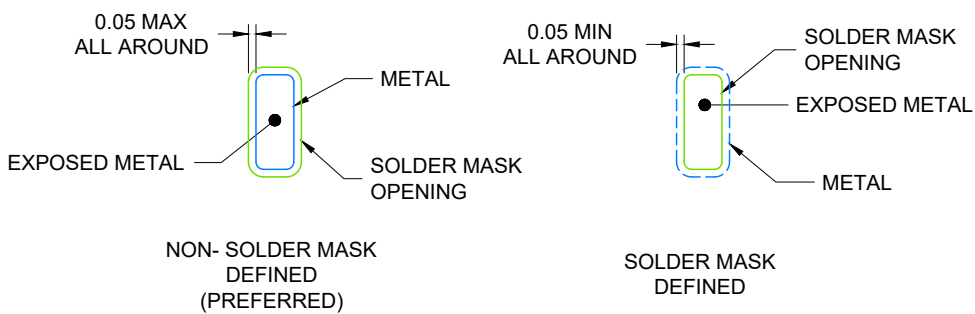 0.05 MAX
ALL AROUND
METAL
EXPOSED METAL
SOLDER MASK
OPENING
NON- SOLDER MASK
DEFINED
(PREFERRED)
0.05 MIN
ALL AROUND
SOLDER MASK
OPENING
EXPOSED METAL
METAL
SOLDER MASK
DEFINED